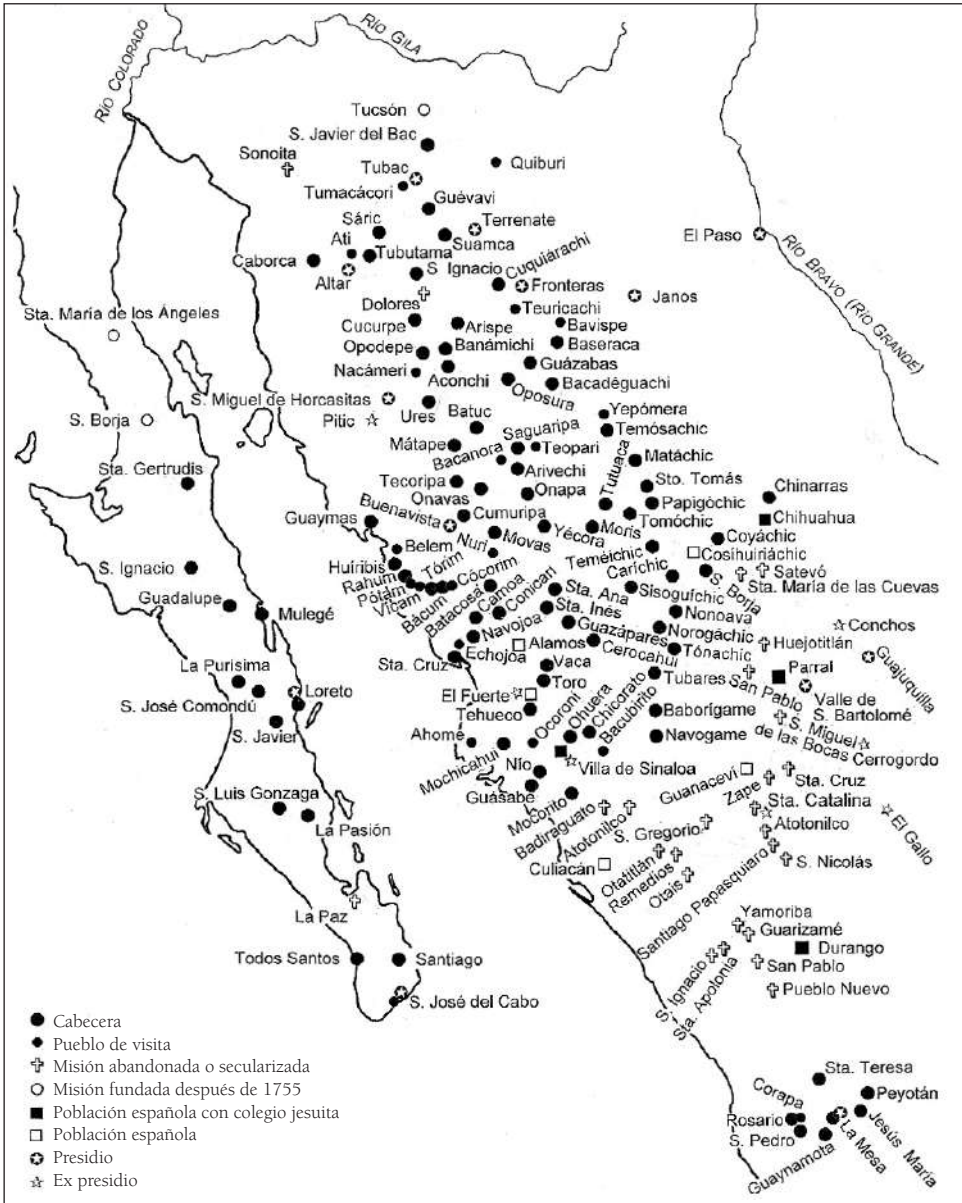 RÍO COLORADO
RÍO GILA
Tucsón
S. Javier del Bac
Sonoita
Quiburi
Tubac
Tumacácori
Guévavi
Sáric
Terrenate
Ati
Tubutama
Suamca
El Paso
Caborca
S. Ignacio
Cuquiárachi
Altar
Fronteras
Janos
RÍO BRAVO (RÍO GRANDE)
Dolores
Teuricachi
Sta. María de los Ángeles
Cucurpe
Arispe
Bavispe
Opodepe
Banámichi
Baseraca
Nacámeri
Aconchi
Guázabas
Oposura
Bacadéguachi
S. Miguel de Horcasitas
Ures
Batuc
Yepómera
S. Borja
Pitic
Saguaripa
Temósachic
Mátape
Bacanora
Teopari
Tutuaca
Matáchic
Sta. Gertrudis
Tecoripa
Arivechi
Sto. Tomás
Onavas
Onapa
Papigóchic
Chinarras
Buenavista
Cumuripa
Tomóchic
Chihuahua
Guaymas
Nuri
Movas
Yécora
Moris
Coyáchic
Belem
Teméichic
Cosihuiriáchic
S. Ignacio
Huíribis
Tórim
Cócorim
Caríchic
S. Borja
Satevó
Rahum
Pótam
Vícam
Bácum
Batacosa
Camoa
Conicari
Sta. Ana
Sisoguíchic
Sta. María de las Cuevas
Guadalupe
Mulegé
Sta. Inés
Nonoava
Navojoa
Guazápares
Norogáchic
Huejotitlán
Conchos
Echojoa
Alamos
Cerocahui
Tónachic
Sta. Cruz
Parral
Guajuquilla
La Purísima
Vaca
Tubares
San Pablo
Valle de
S. Bartolomé
Loreto
Toro
S. José Comondú
El Fuerte
Tehueco
Ocoroni
Ohuera
Chicorato
Bacubirito
Baborígame
S. Miguel
de las Bocas
S. Javier
Ahome
Navogame
Cerrogordo
Mochicahui
Nío
Villa de Sinaloa
Guanaceví
Zape
Sta. Cruz
S. Luis Gonzaga
Guásabe
Mocorito
Sta. Catalina
El Gallo
La Pasión
Badiraguato
Atotonilco
S. Gregorio
Atotonilco
Culiacán
Otatitlán
Remedios
Otais
Santiago Papasquiaro
S. Nicolás
La Paz
Yamoriba
Guarizamé
Todos Santos
Santiago
Durango
S. Ignacio
Sta. Apolonia
San Pablo
S. José del Cabo
Pueblo Nuevo
Sta. Teresa
Corapa
Peyotán
Rosario
S. Pedro
Guaynamota
La Mesa
Jesús María
Cabecera
Pueblo de visita
Misión abandonada o secularizada
Misión fundada después de 1755
Población española con colegio jesuita
Población española
Presidio
Ex presidio